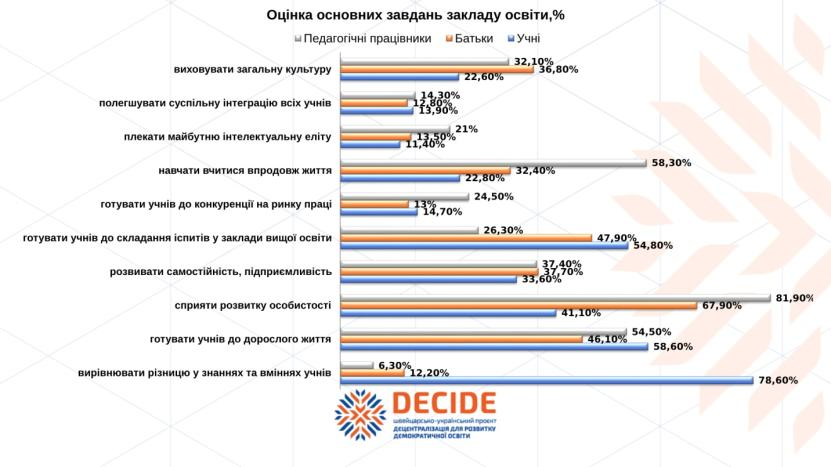 Оцінка основних завдань закладу освіти,%
Педагогічні працівники Батьки Учні
виховувати загальну культуру
32,10%
36,80%
22,60%
полегшувати суспільну інтеграцію всіх учнів
14,30%
12,80%
13,90%
плекати майбутню інтелектуальну еліту
21%
13,50%
11,40%
навчати вчитися впродовж життя
58,30%
32,40%
22,80%
готувати учнів до конкуренції на ринку праці
24,50%
13%
14,70%
готувати учнів до складання іспитів у заклади вищої освіти
26,30%
47,90%
54,80%
розвивати самостійність, підприємливість
37,40%
37,70%
33,60%
сприяти розвитку особистості
81,90%
67,90%
41,10%
готувати учнів до дорослого життя
54,50%
46,10%
58,60%
вирівнювати різницю у знаннях та вміннях учнів
6,30%
12,20%
78,60%
DECIDE
швейцарсько-український проєкт
ДЕЦЕНТРАЛІЗАЦІЯ ДЛЯ РОЗВИТКУ
ДЕМОКРАТИЧНОЇ ОСВІТИ